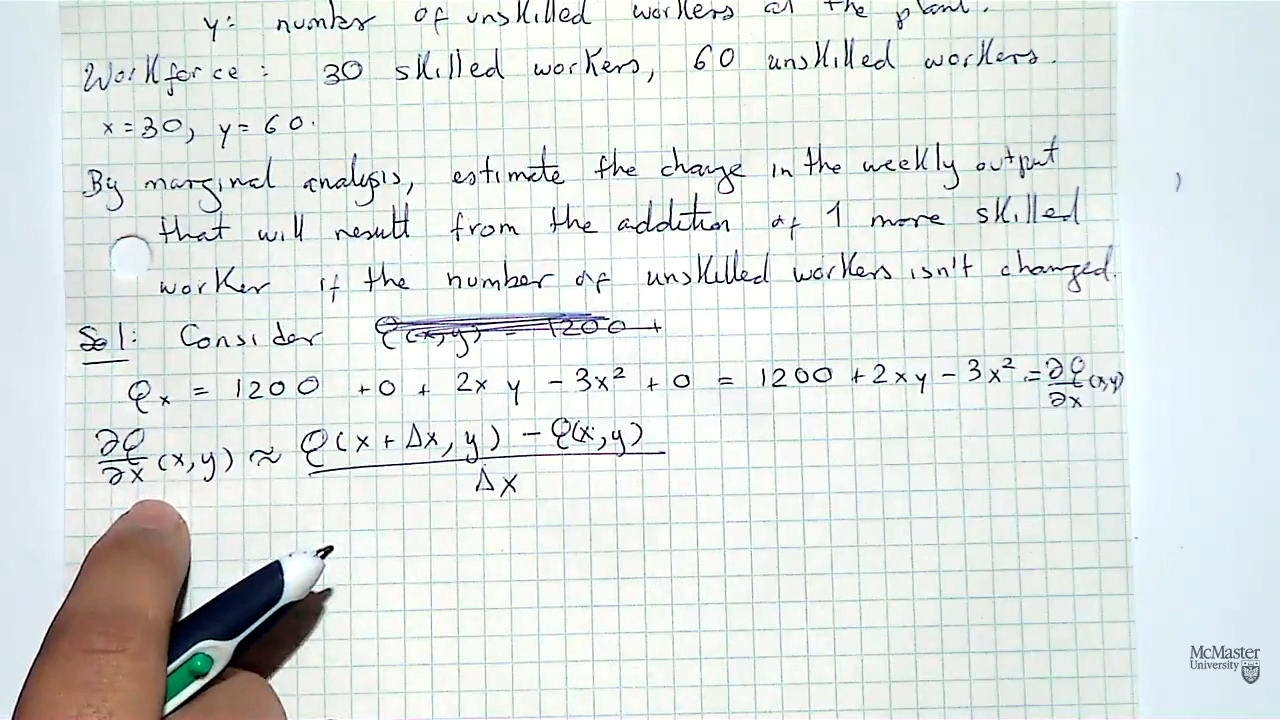 y: number of unskilled workers at the plant.
Workforce: 30 skilled workers, 60 unskilled workers.
x=30, y=60.
By marginal analysis, estimate the change in the weekly output
that will result from the addition of 1 more skilled
worker if the number of unskilled workers isn't changed.
Sol: Consider Q(x,y) = 1200 +
Qx = 1200 +0 + 2xy - 3x² + 0 = 1200 + 2xy - 3x² = ∂Q/∂x (x,y)
∂Q/∂x (x,y) ≈ Q(x + Δx, y) - Q(x,y) / Δx
McMaster
University